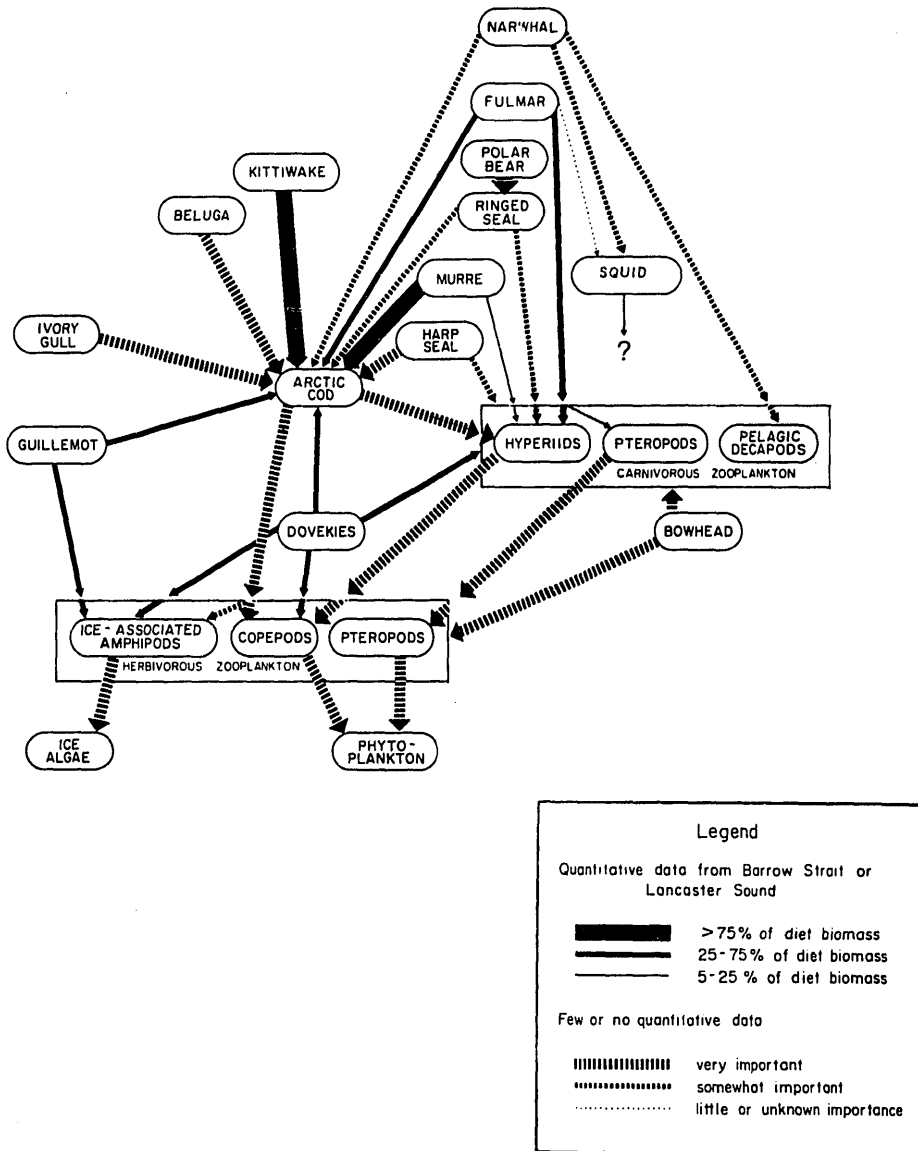 NARWHAL
FULMAR
POLAR
BEAR
KITTIWAKE
RINGED
SEAL
BELUGA
MURRE
SQUID
IVORY
GULL
HARP
SEAL
?
ARCTIC
COD
GUILLEMOT
HYPERIIDS
PTEROPODS
PELAGIC
DECAPODS
CARNIVOROUS ZOOPLANKTON
DOVEKIES
BOWHEAD
ICE-ASSOCIATED
AMPHIPODS
COPEPODS
PTEROPODS
HERBIVOROUS ZOOPLANKTON
ICE
ALGAE
PHYTO-
PLANKTON
Legend
Quantitative data from Barrow Strait or
Lancaster Sound
>75% of diet biomass
25-75% of diet biomass
5-25 % of diet biomass
Few or no quantitative data
very important
somewhat important
little or unknown importance